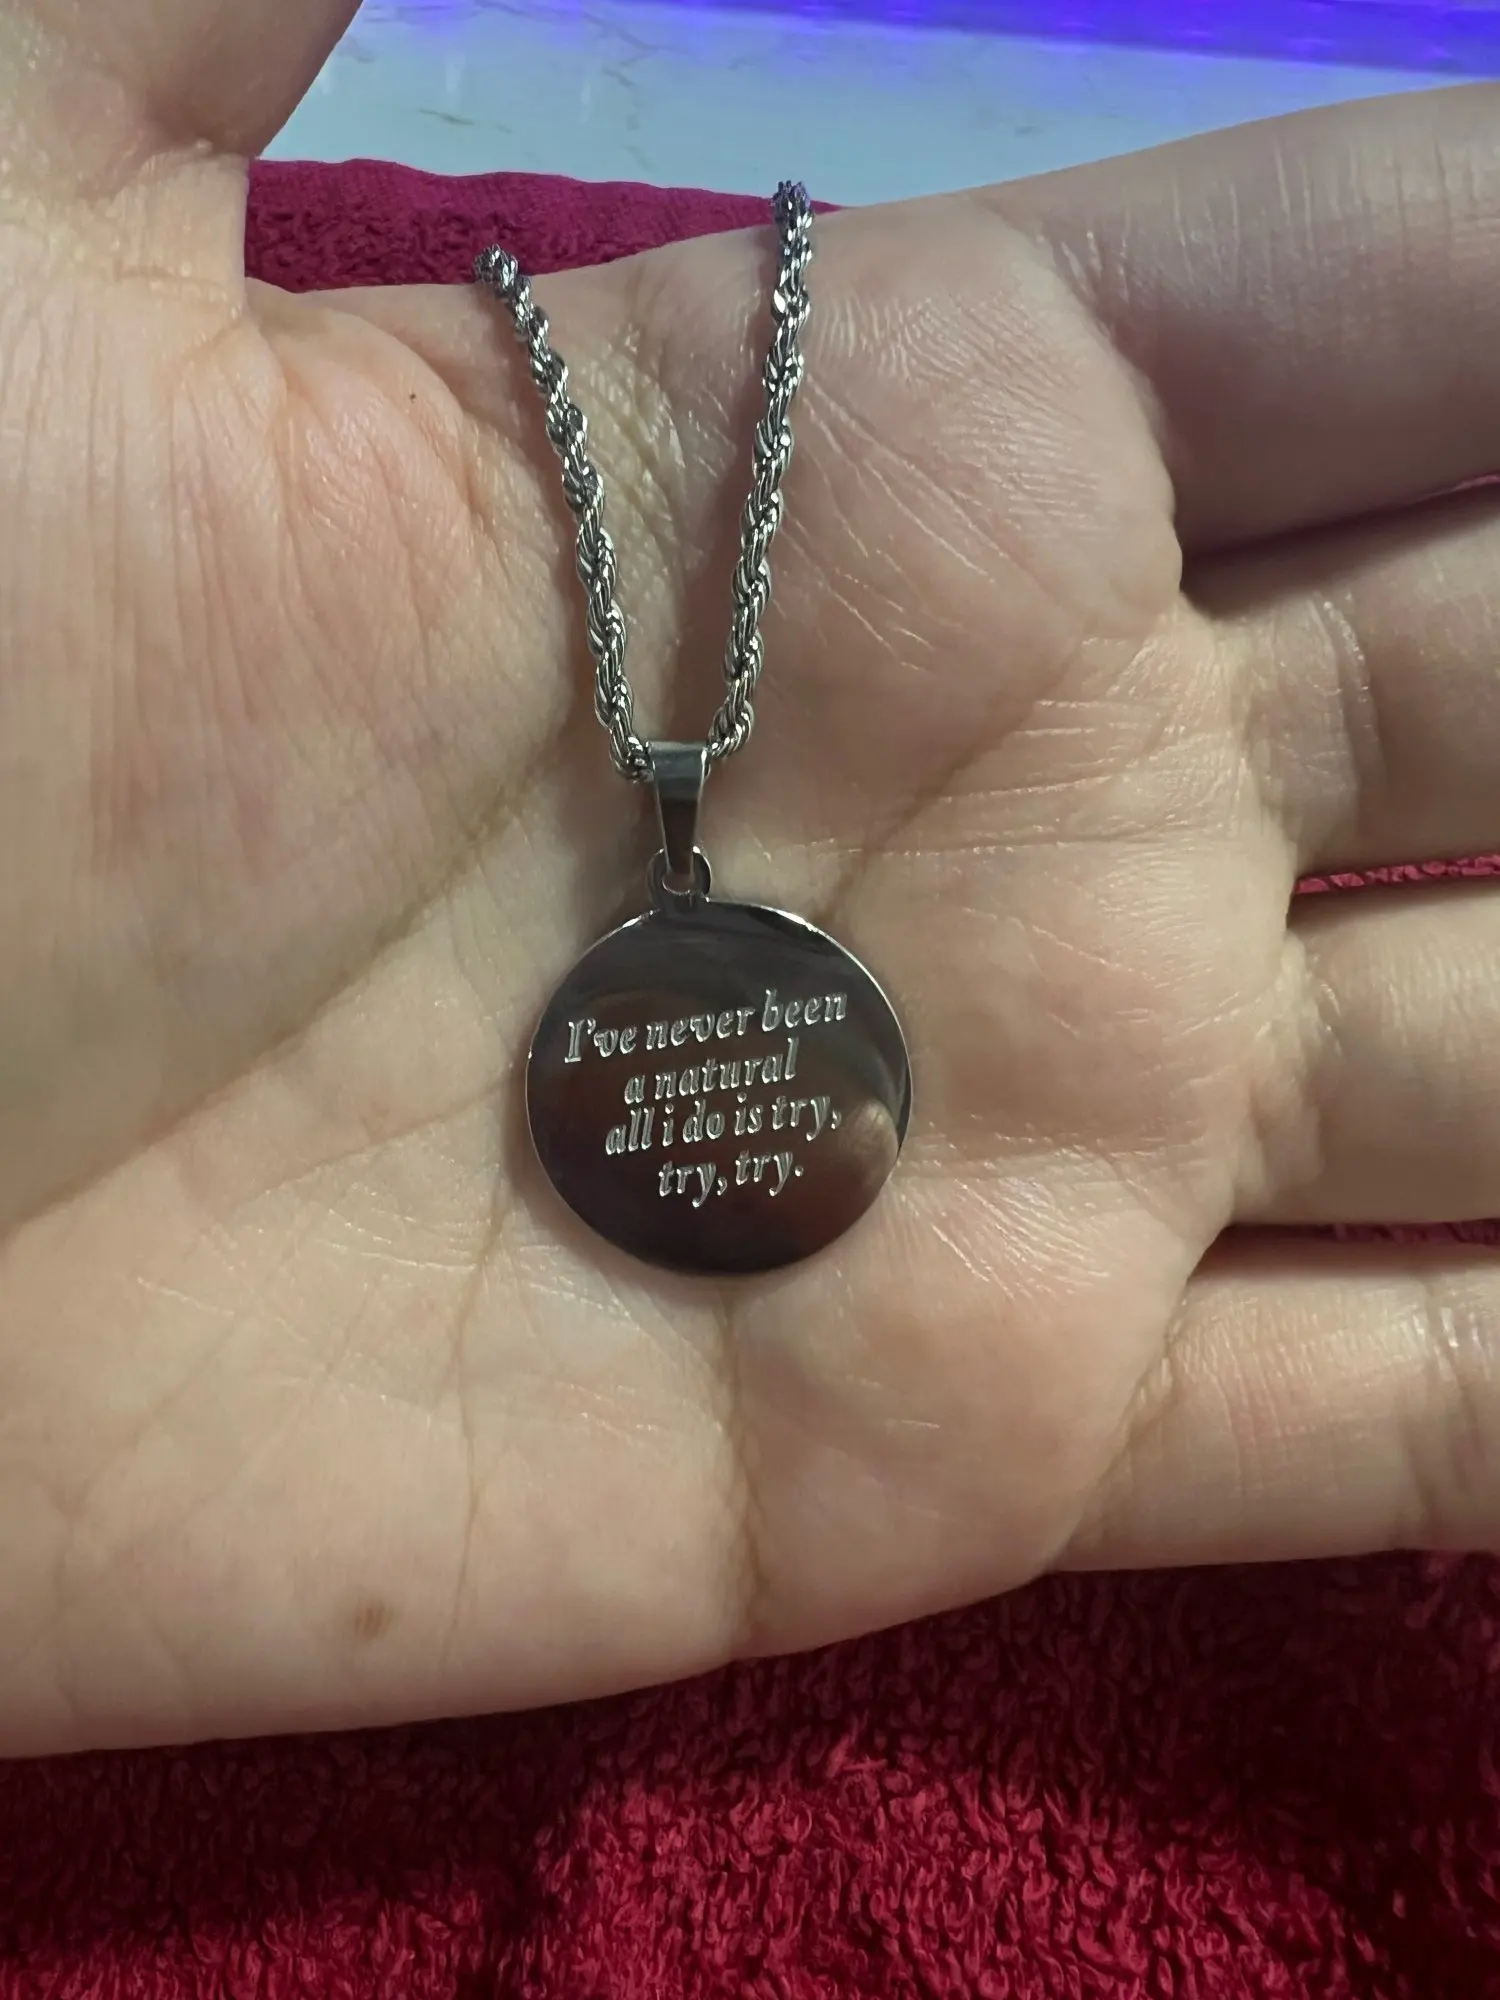 I've never been
a natural
all i do is try,
try, try.